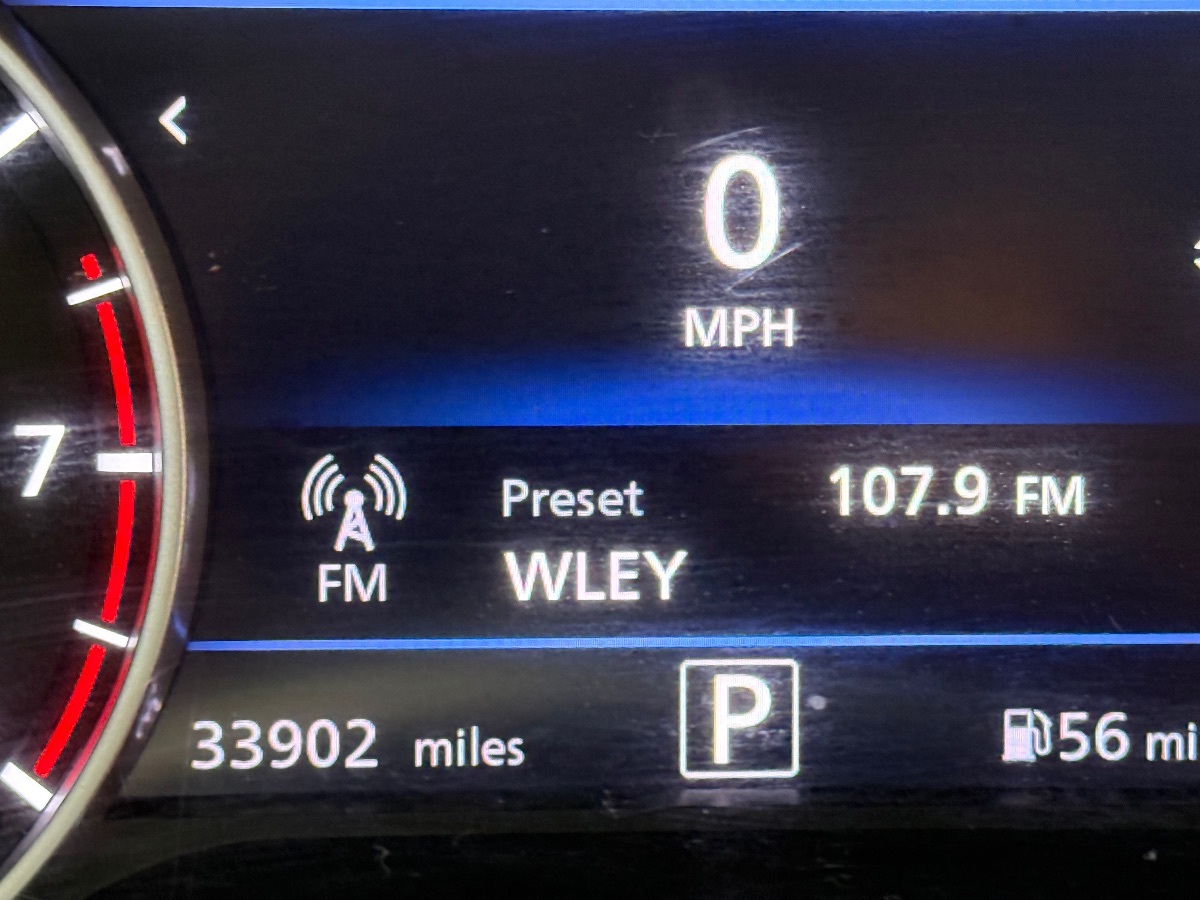 0
MPH
7
Preset 107.9 FM
FM WLEY
P
33902 miles 56 mi